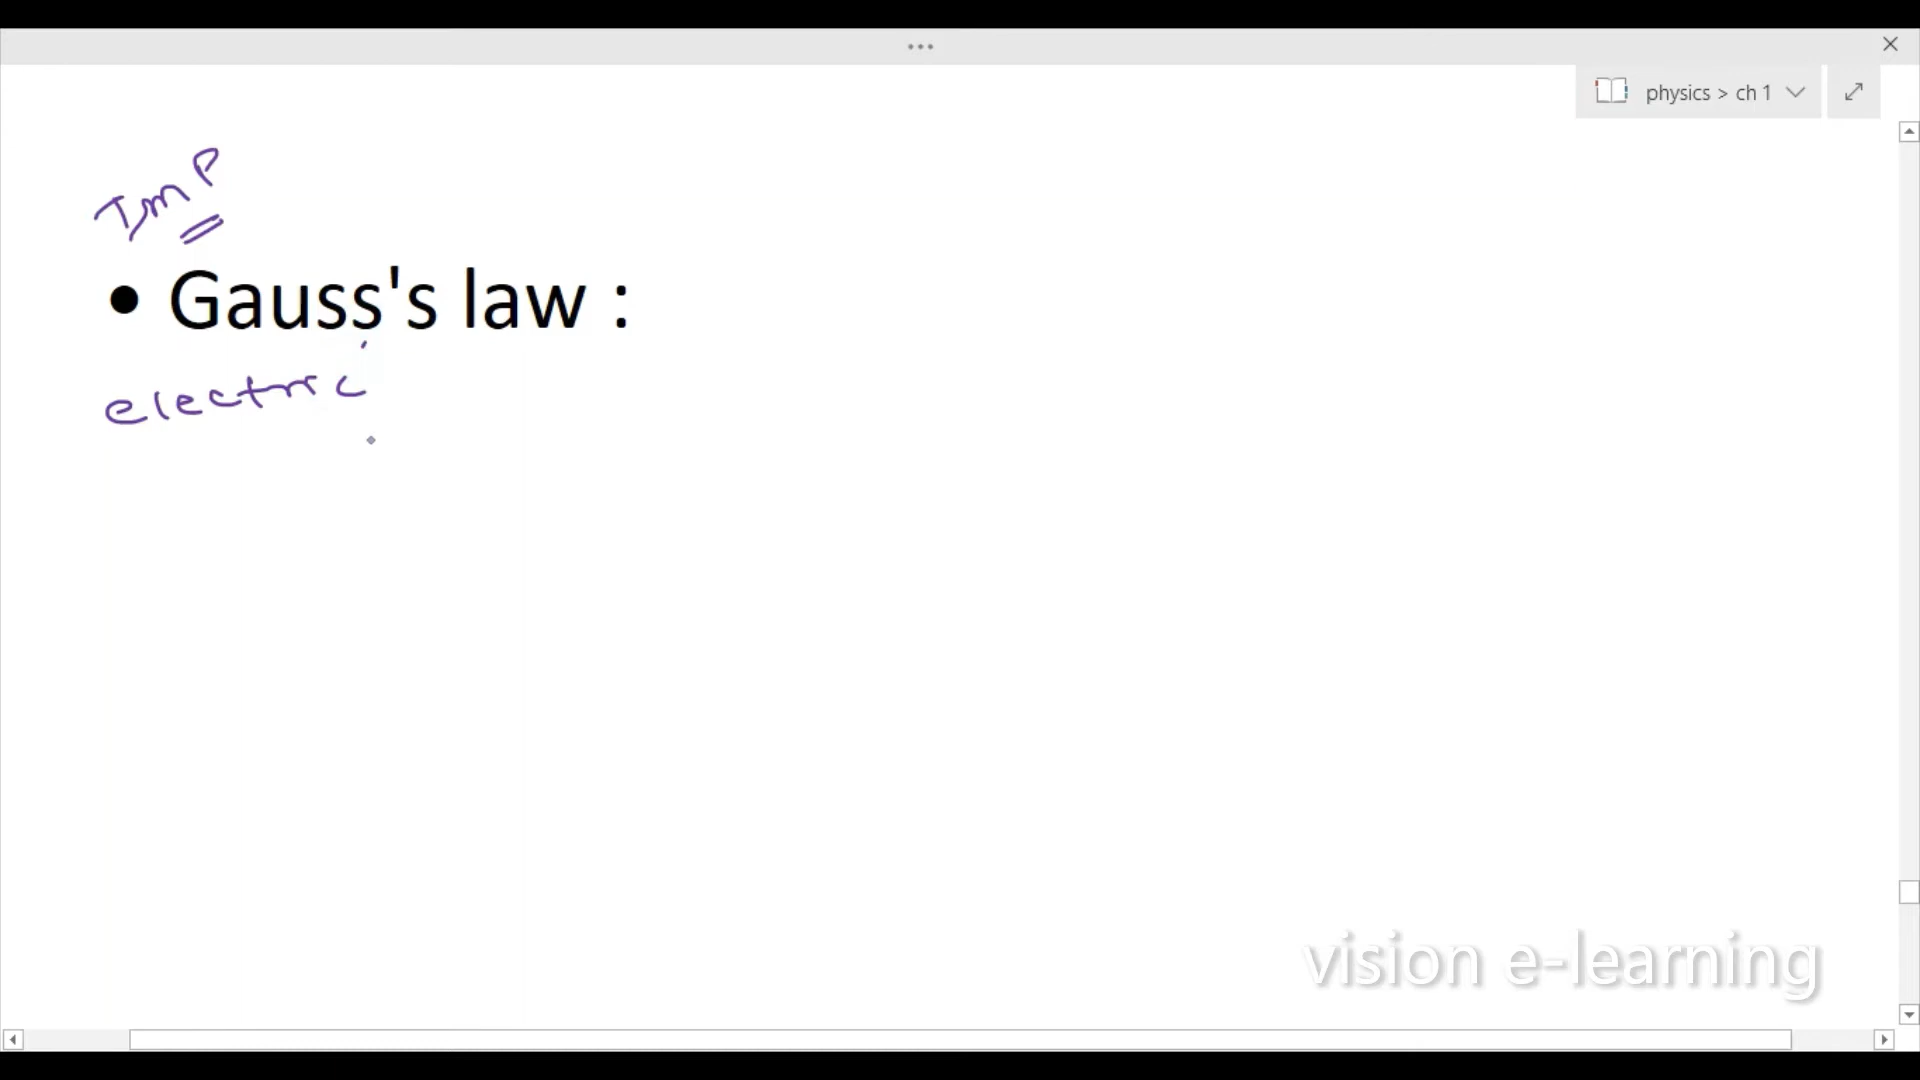 physics > ch 1
ImP
• Gauss's law :
electric
vision e-learning